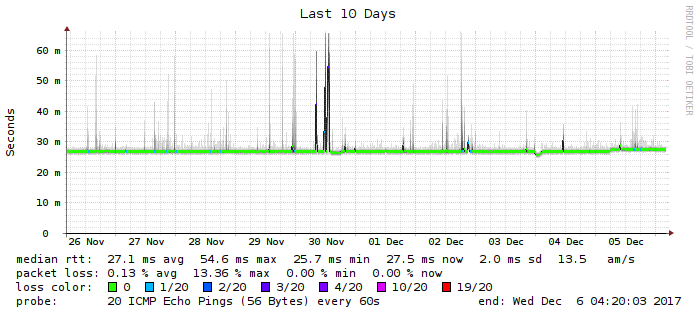 Last 10 Days
RRDTOOL / TOBI OETIKER
Seconds
60 m
50 m
40 m
30 m
20 m
10 m
0
26 Nov 27 Nov 28 Nov 29 Nov 30 Nov 01 Dec 02 Dec 03 Dec 04 Dec 05 Dec
median rtt: 27.1 ms avg 54.6 ms max 25.7 ms min 27.5 ms now 2.0 ms sd 13.5 am/s
packet loss: 0.13 % avg 13.36 % max 0.00 % min 0.00 % now
loss color: 0 1/20 2/20 3/20 4/20 10/20 19/20
probe: 20 ICMP Echo Pings (56 Bytes) every 60s end: Wed Dec 6 04:20:03 2017